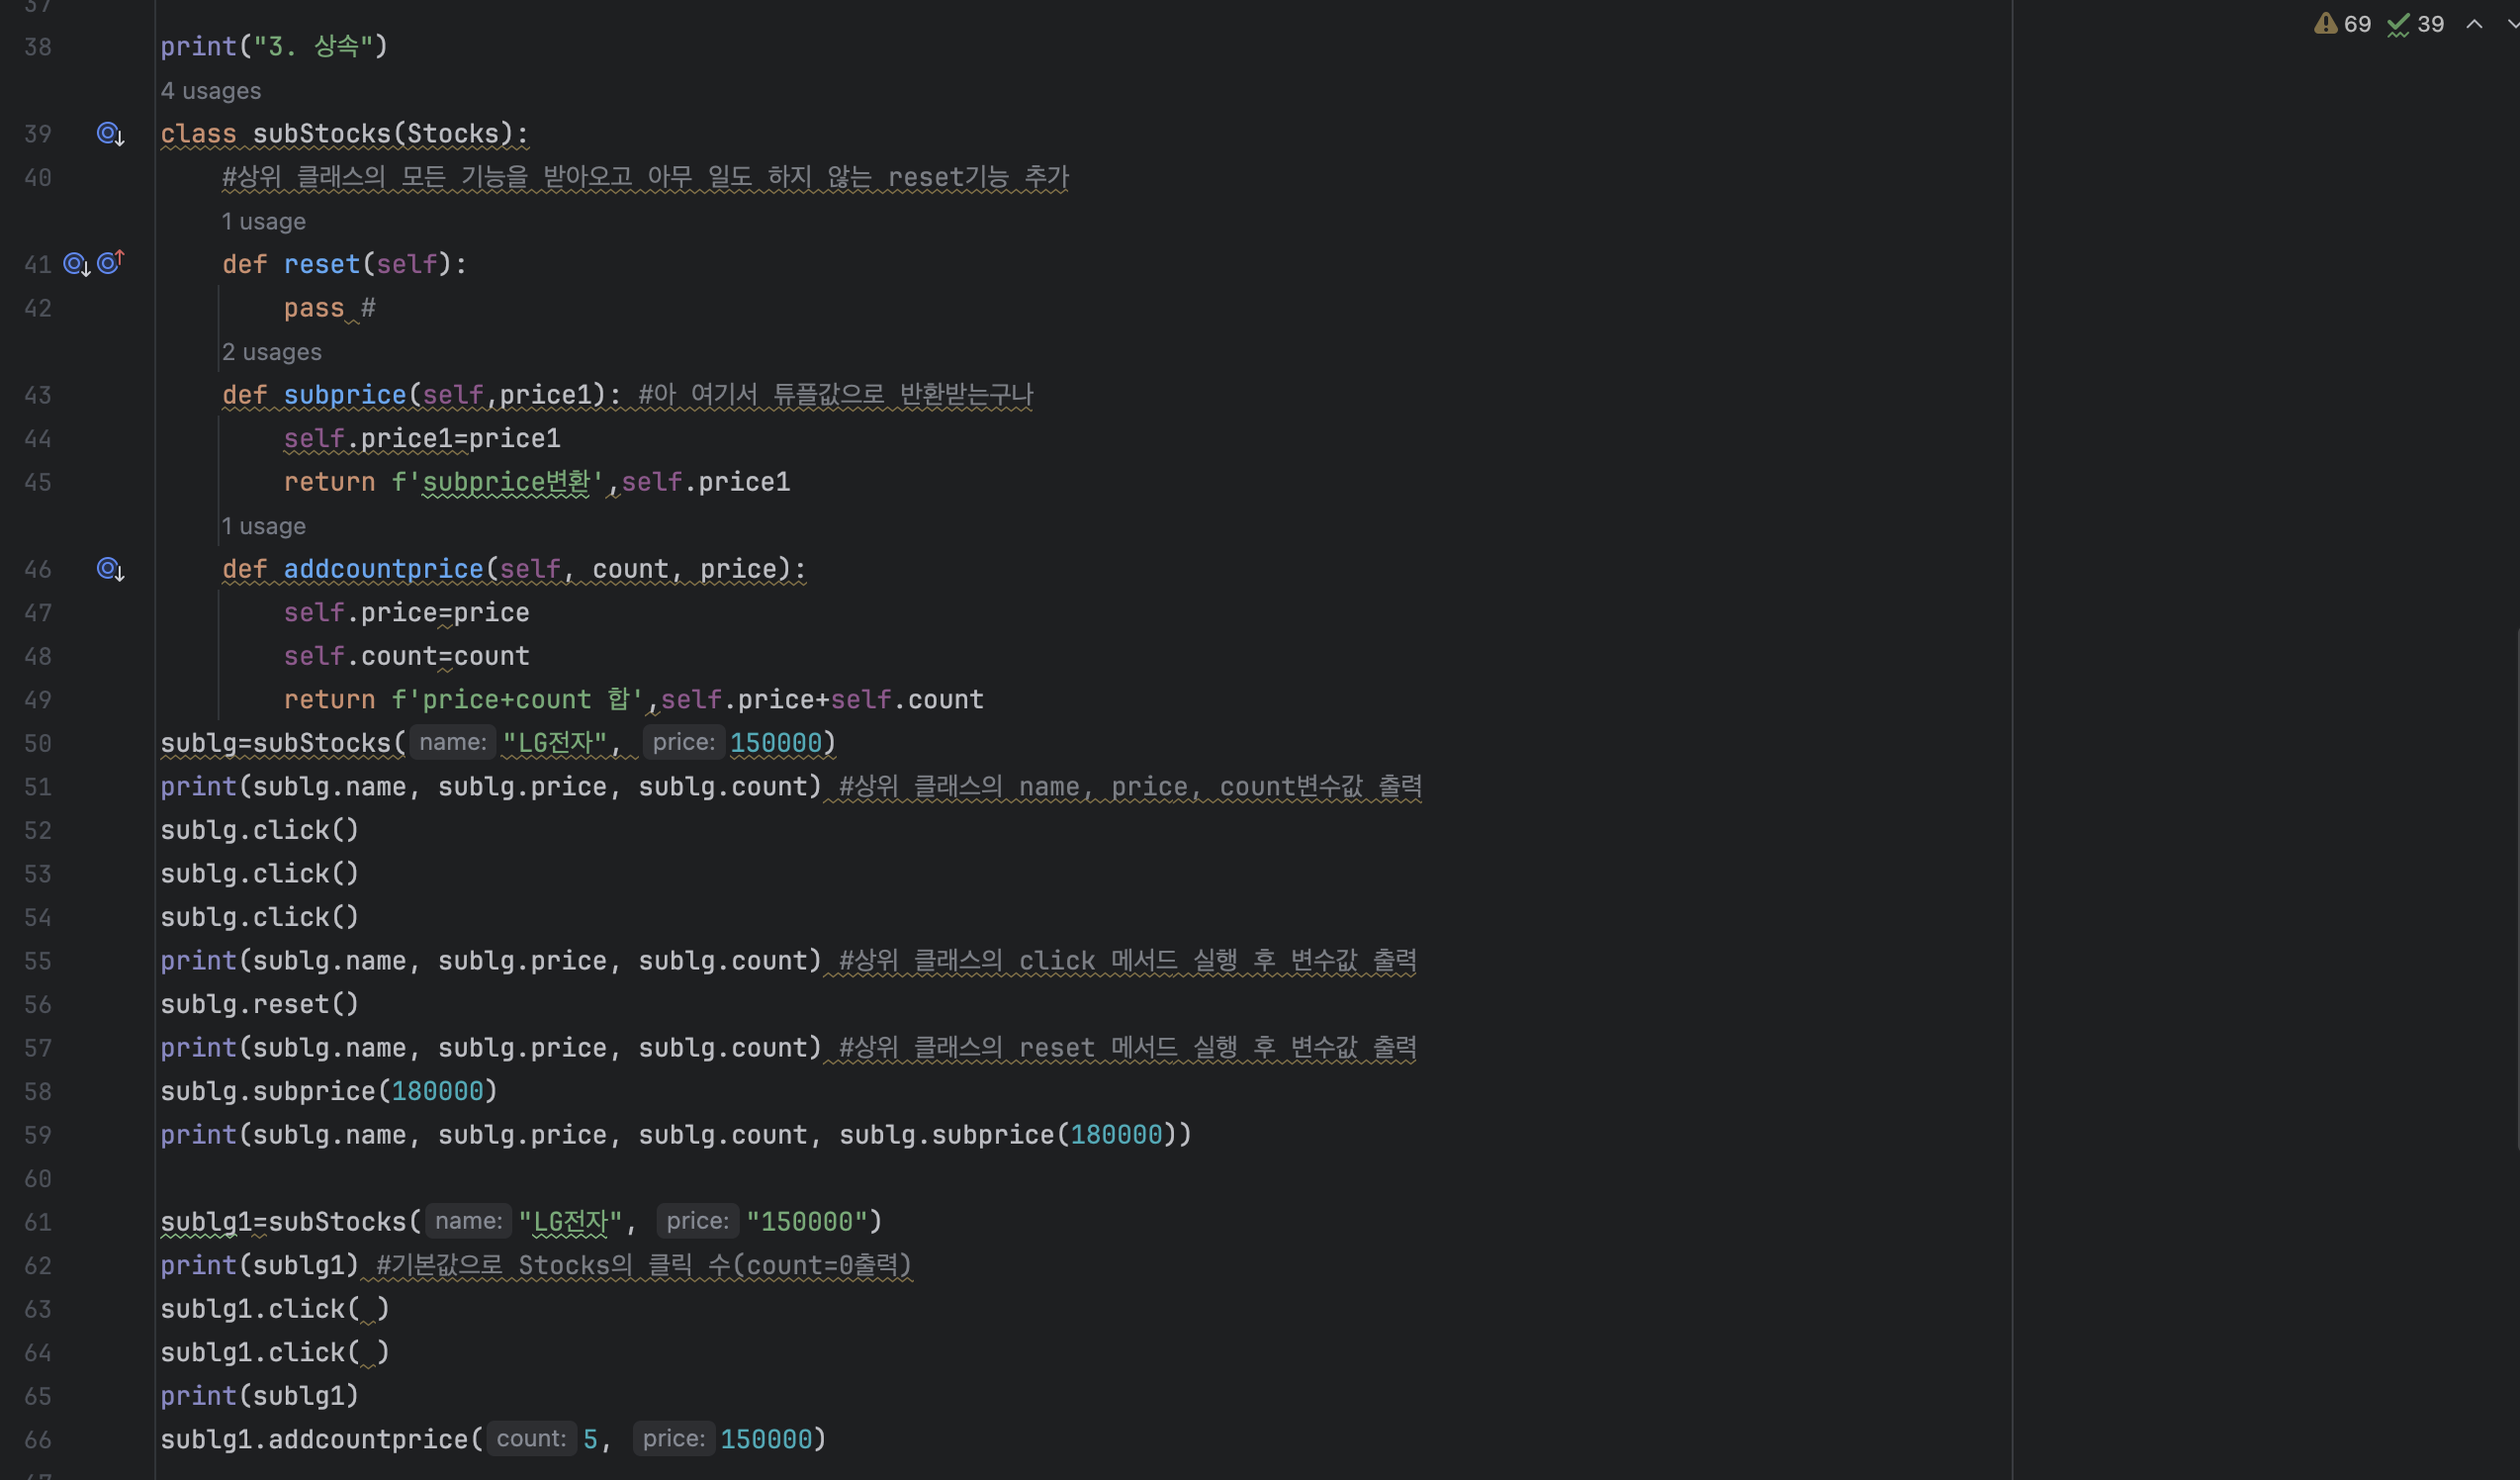 69 39
37
38 print("3. 상속")
4 usages
39 class subStocks(Stocks):
40 #상위 클래스의 모든 기능을 받아오고 아무 일도 하지 않는 reset기능 추가
1 usage
41 def reset(self):
42 pass #
2 usages
43 def subprice(self,price1): #아 여기서 튜플값으로 반환받는구나
44 self.price1=price1
45 return f'subprice변환',self.price1
1 usage
46 def addcountprice(self, count, price):
47 self.price=price
48 self.count=count
49 return f'price+count 합',self.price+self.count
50 sublg=subStocks( name: "LG전자", price: 150000)
51 print(sublg.name, sublg.price, sublg.count) #상위 클래스의 name, price, count변수값 출력
52 sublg.click()
53 sublg.click()
54 sublg.click()
55 print(sublg.name, sublg.price, sublg.count) #상위 클래스의 click 메서드 실행 후 변수값 출력
56 sublg.reset()
57 print(sublg.name, sublg.price, sublg.count) #상위 클래스의 reset 메서드 실행 후 변수값 출력
58 sublg.subprice(180000)
59 print(sublg.name, sublg.price, sublg.count, sublg.subprice(180000))
60
61 sublg1=subStocks( name: "LG전자", price: "150000")
62 print(sublg1) #기본값으로 Stocks의 클릭 수(count=0출력)
63 sublg1.click( )
64 sublg1.click( )
65 print(sublg1)
66 sublg1.addcountprice( count: 5, price: 150000)
67